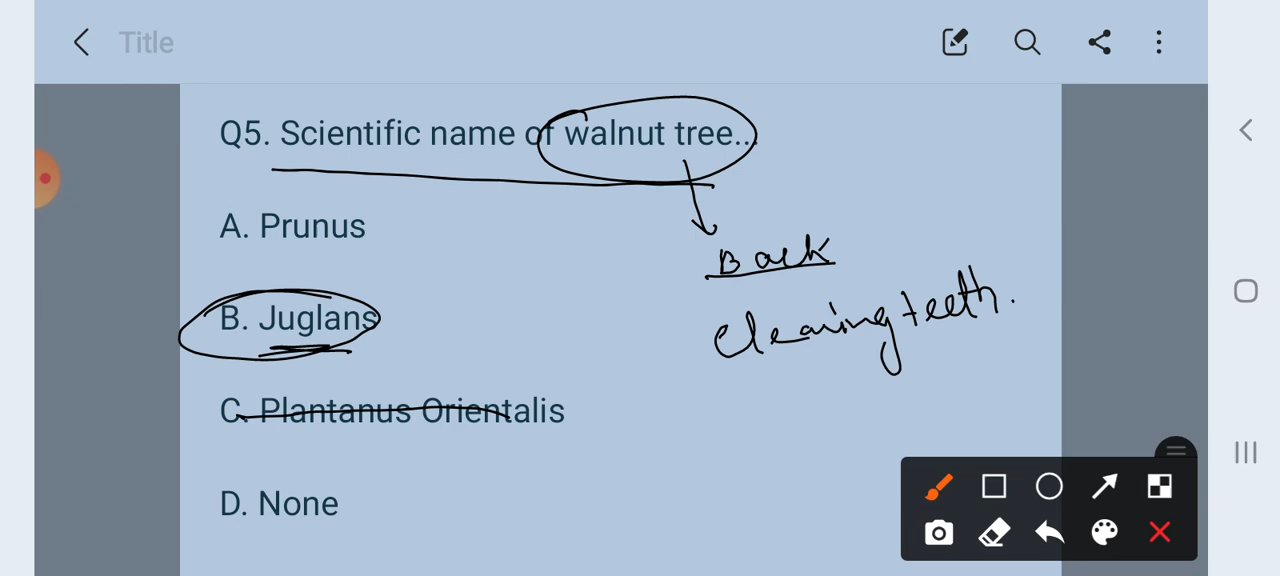 Title
Q5. Scientific name of walnut tree...
A. Prunus
Bark
B. Juglans
Cleaning teeth.
C. Plantanus Orientalis
D. None